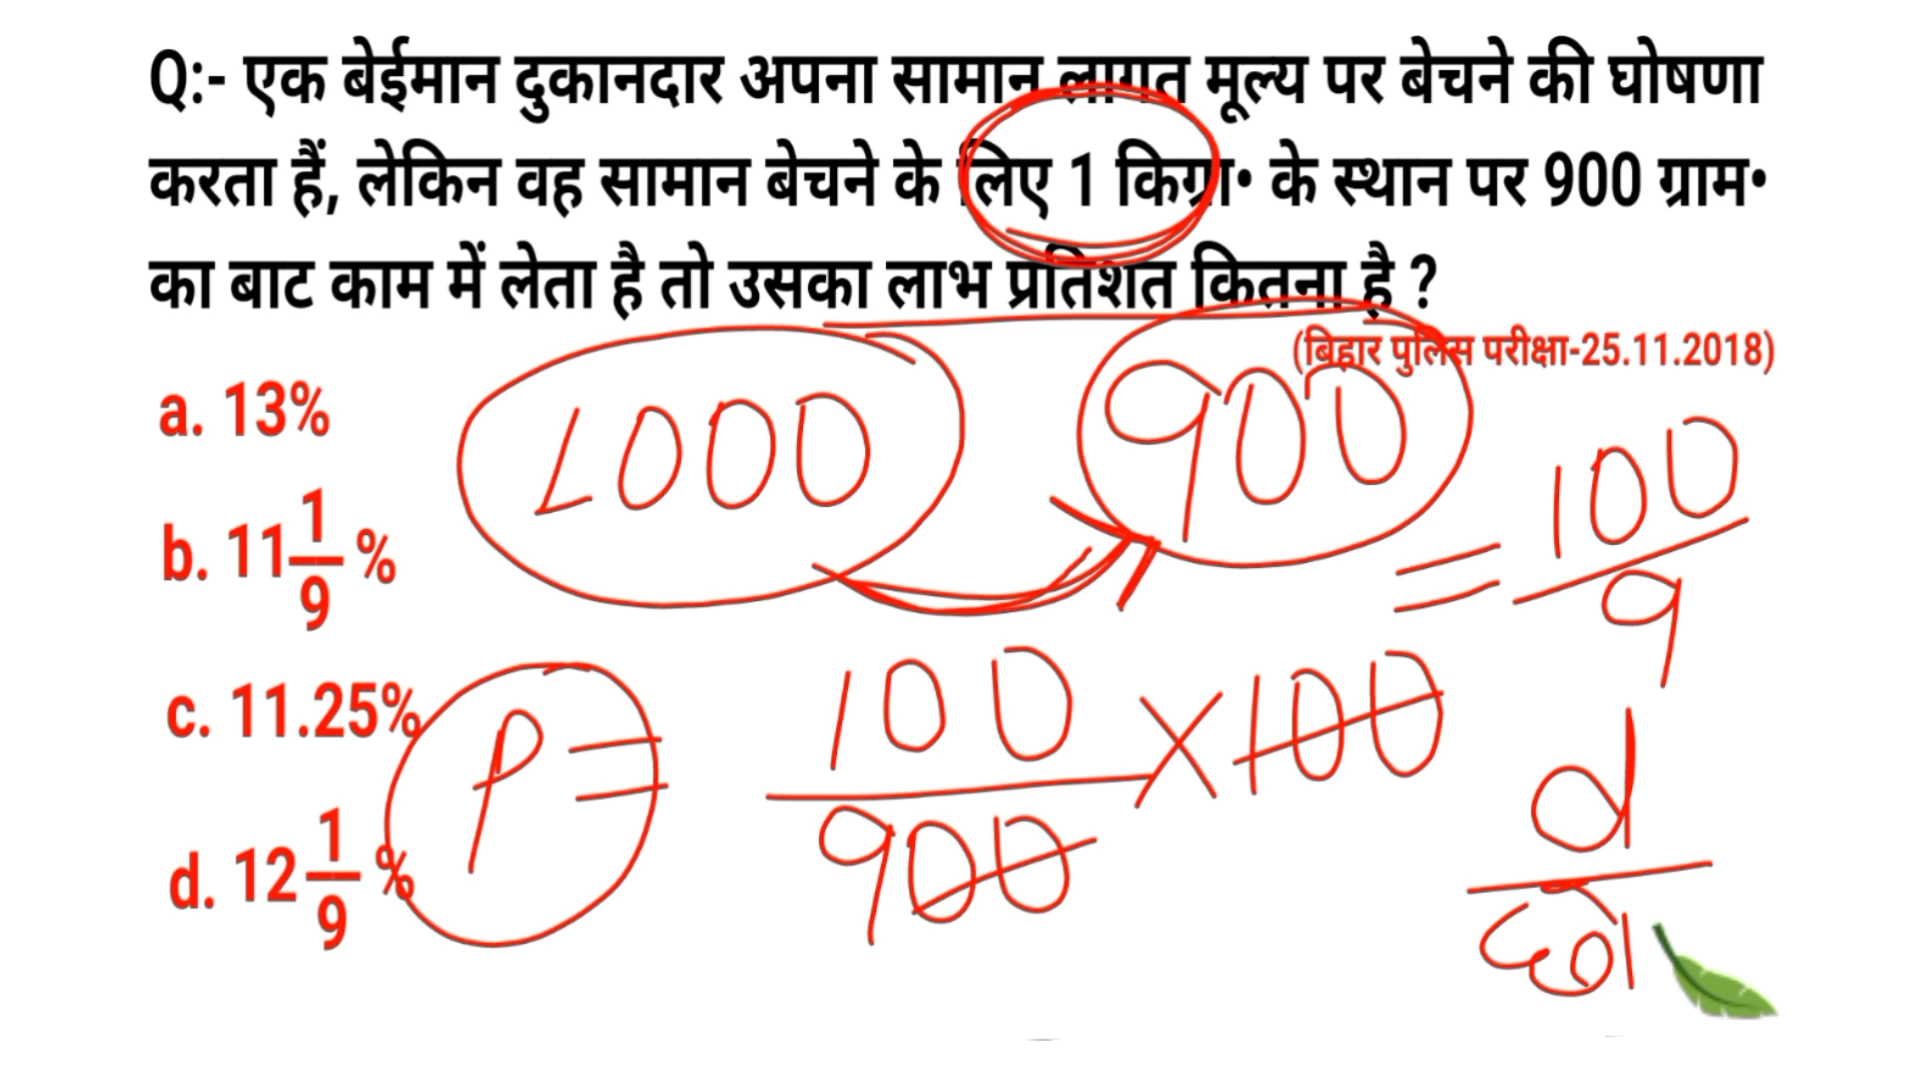 Q:- एक बेईमान दुकानदार अपना सामान लागत मूल्य पर बेचने की घोषणा
करता हैं, लेकिन वह सामान बेचने के लिए 1 किग्रा• के स्थान पर 900 ग्राम•
का बाट काम में लेता है तो उसका लाभ प्रतिशत कितना है ?
(बिहार पुलिस परीक्षा-25.11.2018)
a. 13%
1000 900
b. 11 1/9 %
= 100/9
c. 11.25%
P = 100/900 × 100
d. 12 1/9 %
d